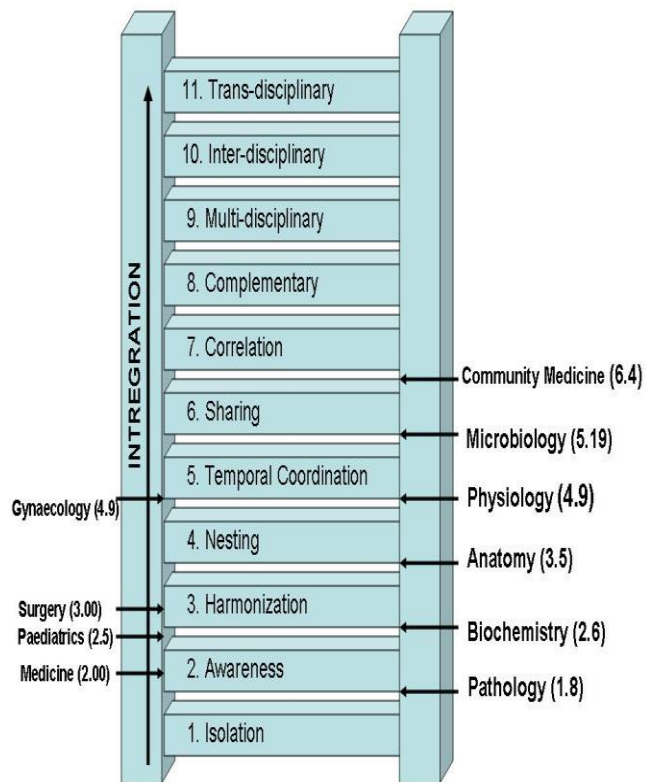 11. Trans-disciplinary
10. Inter-disciplinary
9. Multi-disciplinary
8. Complementary
7. Correlation
6. Sharing
5. Temporal Coordination
4. Nesting
3. Harmonization
2. Awareness
1. Isolation
INTREGRATION
Gynaecology (4.9)
Surgery (3.00)
Paediatrics (2.5)
Medicine (2.00)
Community Medicine (6.4)
Microbiology (5.19)
Physiology (4.9)
Anatomy (3.5)
Biochemistry (2.6)
Pathology (1.8)